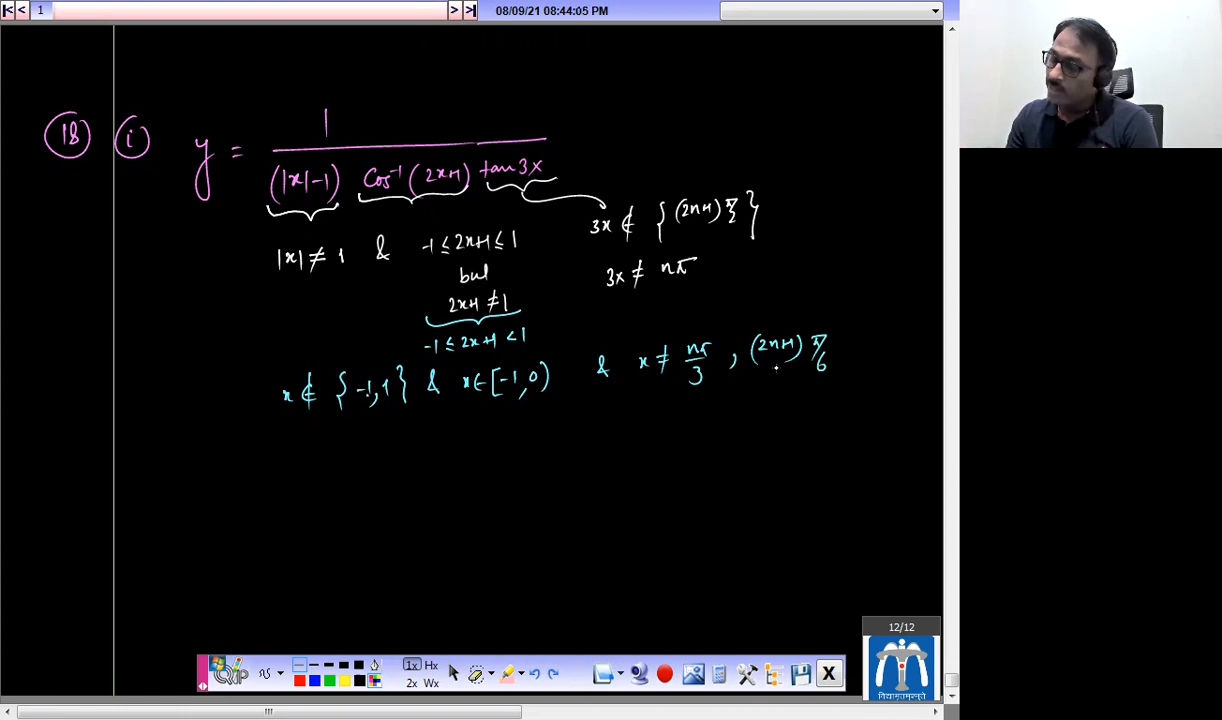 1
08/09/21 08:44:05 PM
18 (i) y = 1 / (|x|-1) Cos⁻¹(2x+1) tan3x
|x| ≠ 1 & -1 ≤ 2x+1 ≤ 1
but
2x+1 ≠ 1
-1 ≤ 2x+1 < 1
3x ∉ {(2n+1) π/2}
3x ≠ nπ
x ∉ {-1, 1} & x ∈ [-1, 0) & x ≠ nπ/3 , (2n+1) π/6
12/12
1x Hx
2x Wx
X